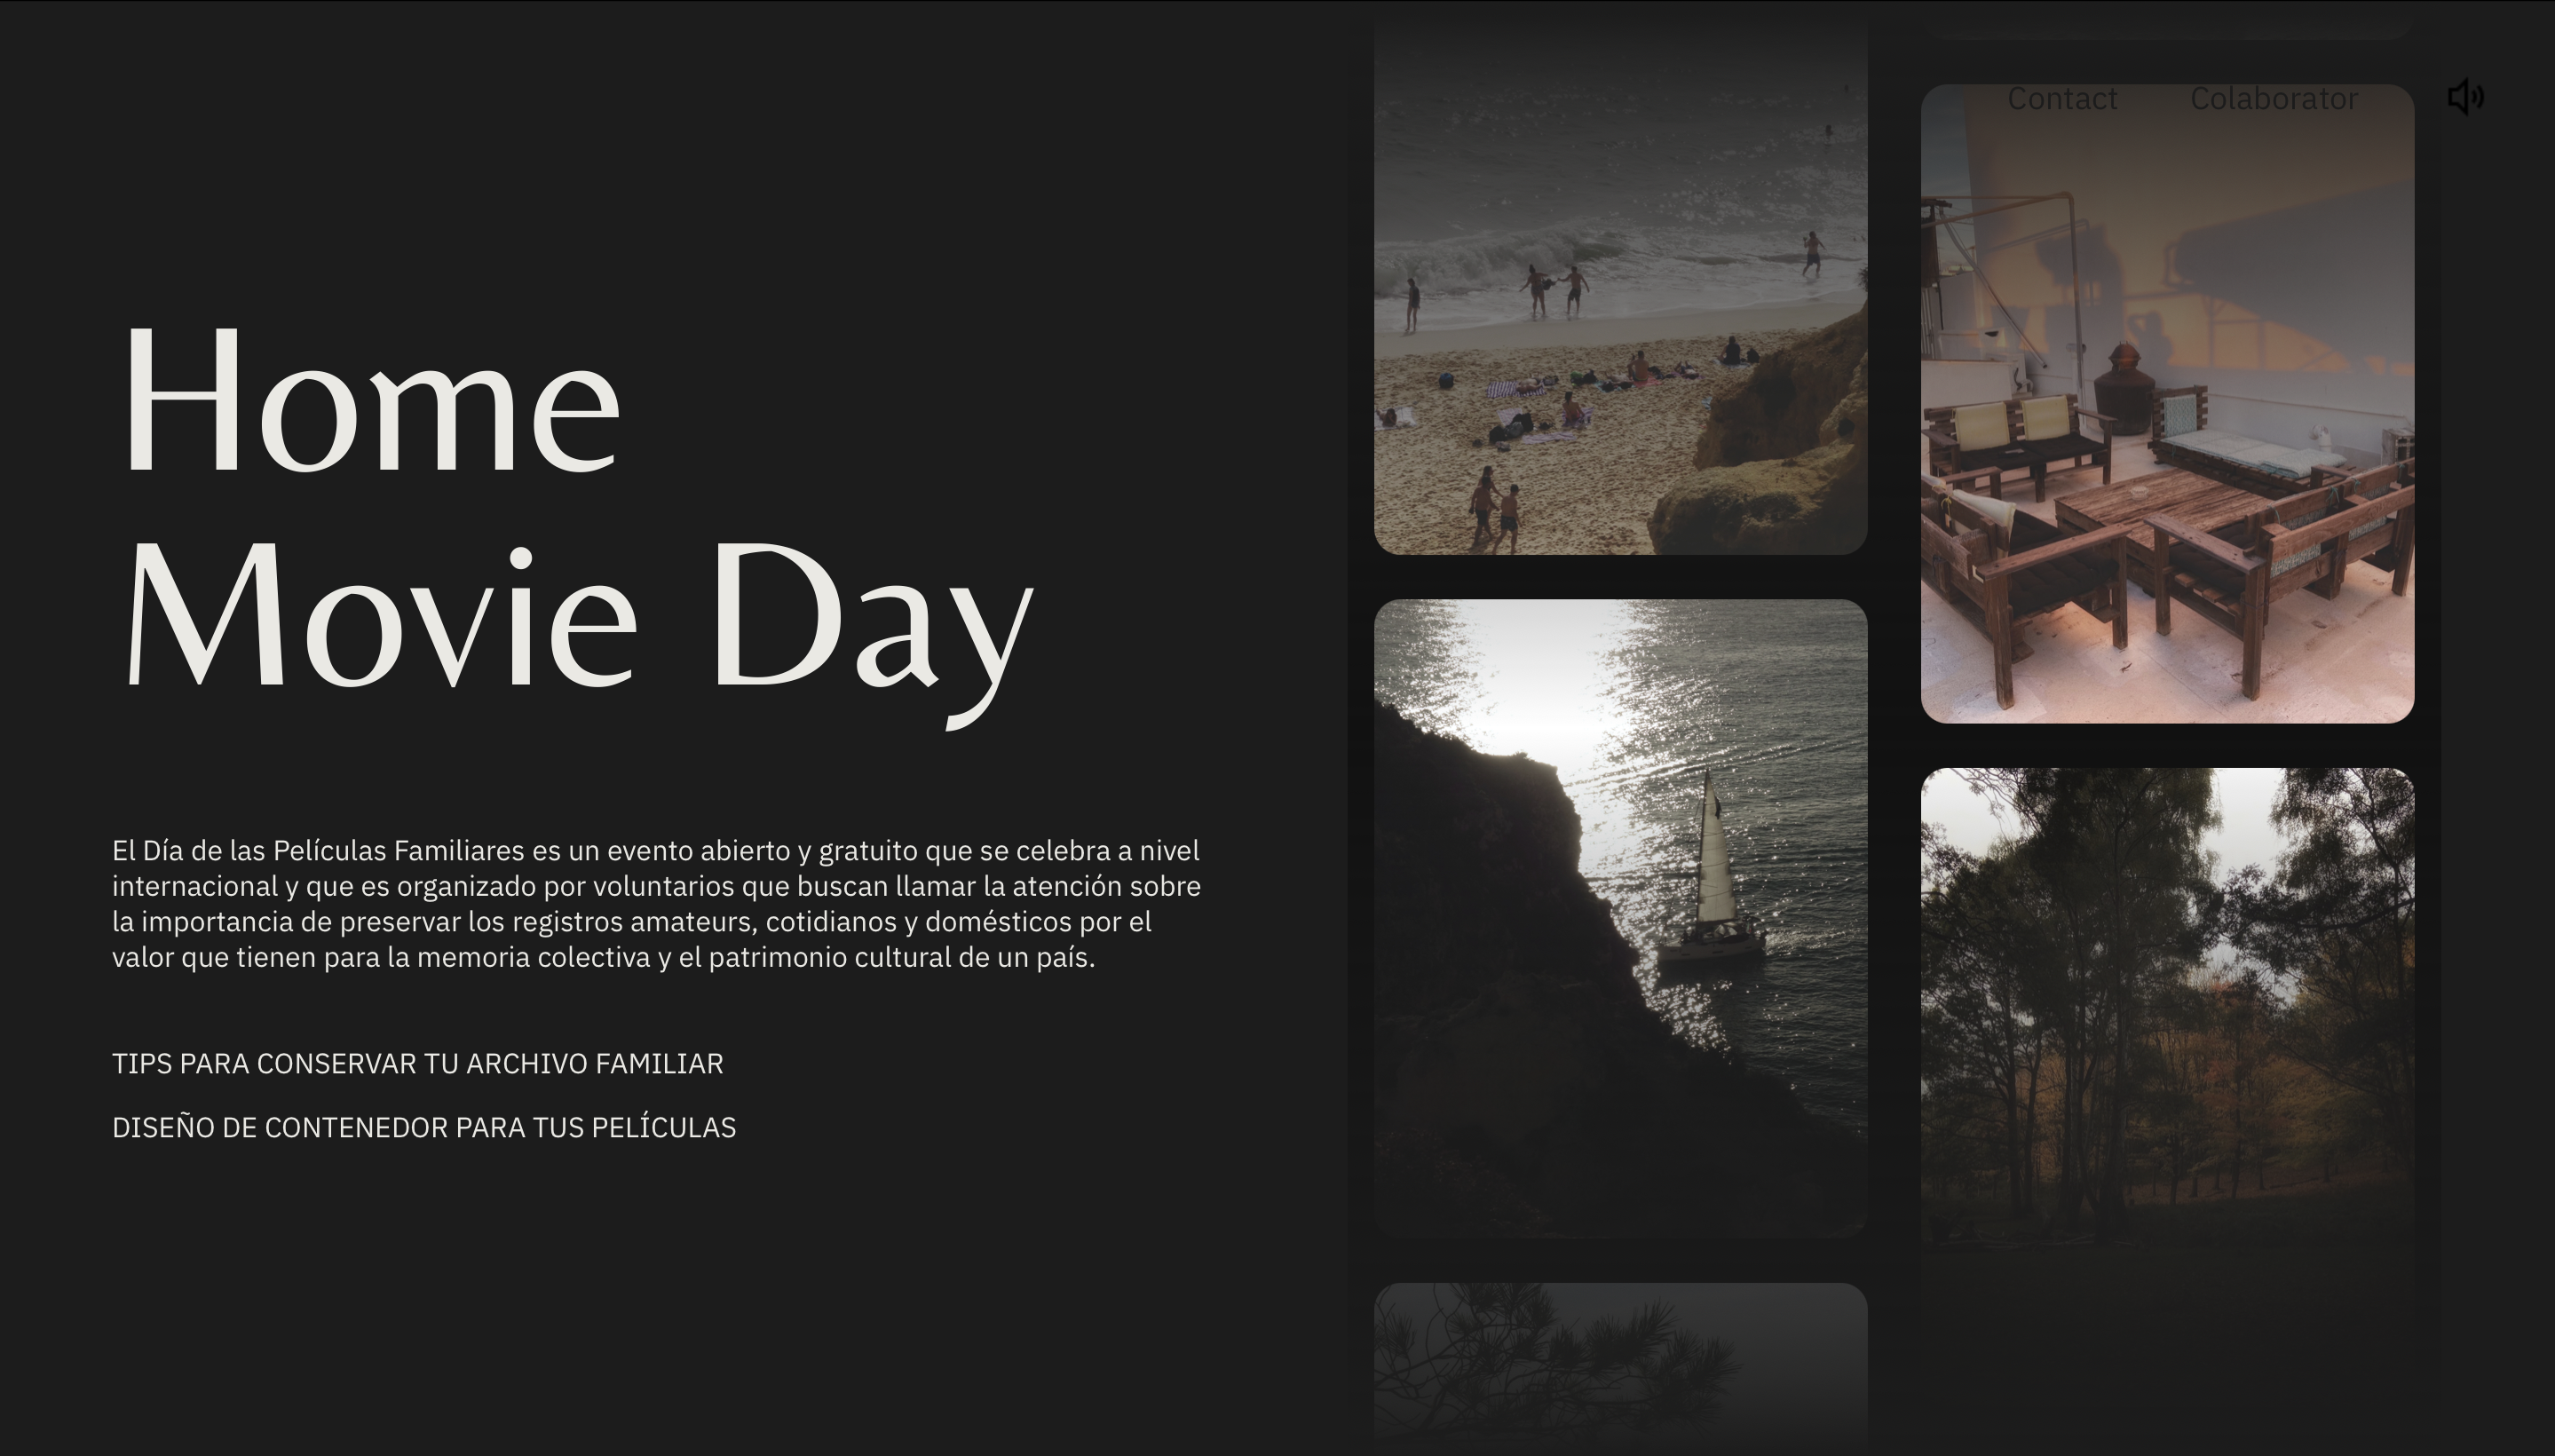 Contact Colaborator
Home
Movie Day
El Día de las Películas Familiares es un evento abierto y gratuito que se celebra a nivel
internacional y que es organizado por voluntarios que buscan llamar la atención sobre
la importancia de preservar los registros amateurs, cotidianos y domésticos por el
valor que tienen para la memoria colectiva y el patrimonio cultural de un país.
TIPS PARA CONSERVAR TU ARCHIVO FAMILIAR
DISEÑO DE CONTENEDOR PARA TUS PELÍCULAS